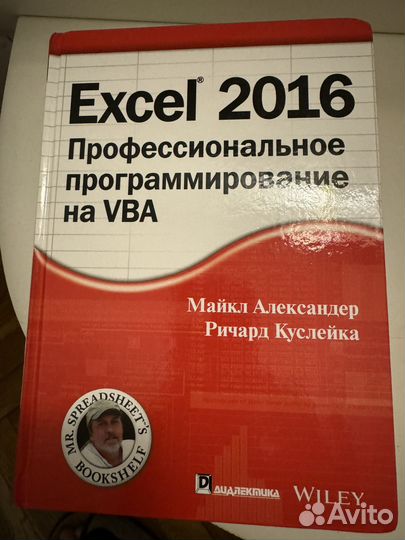 Excel® 2016
Профессиональное
программирование
на VBA
Майкл Александер
Ричард Куслейка
MR. SPREADSHEET'S
BOOKSHELF
D ДИАЛЕКТИКА
WILEY
Avito